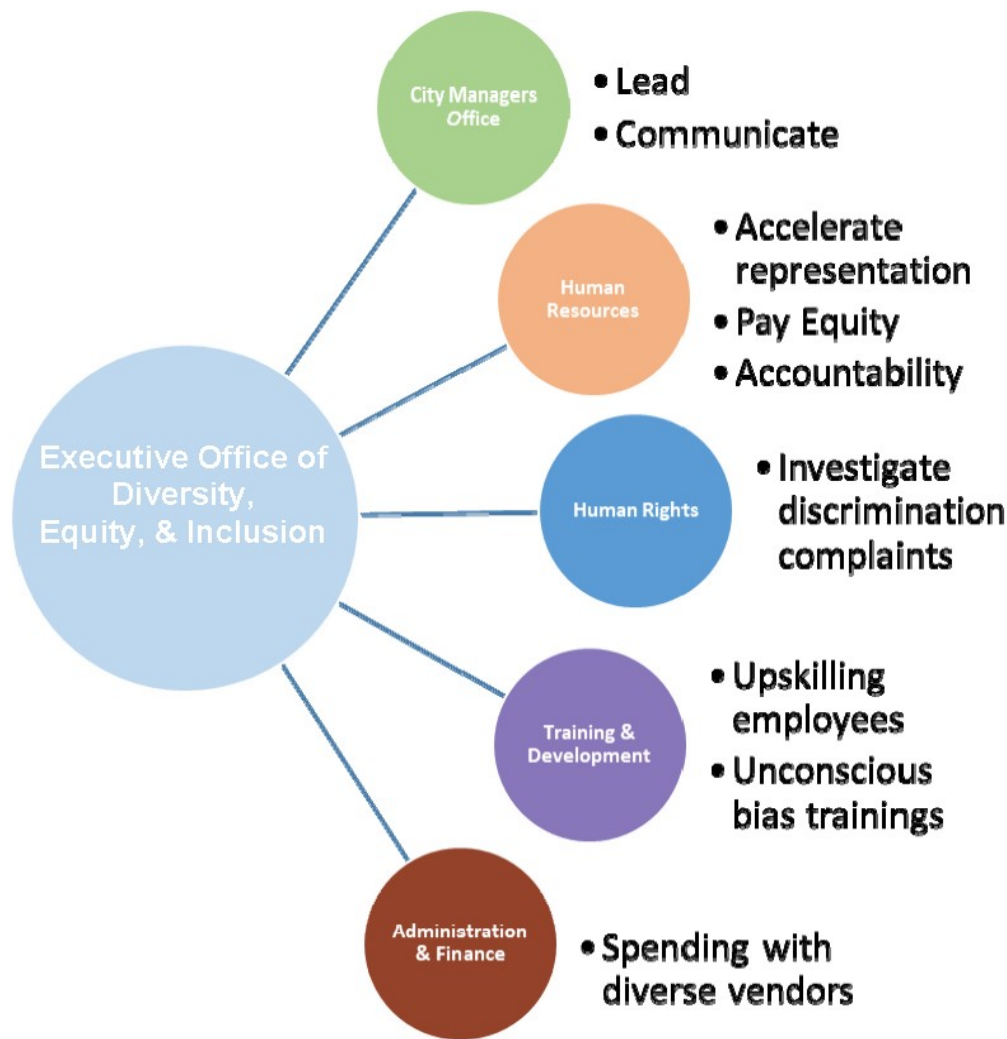 City Managers
Office
• Lead
• Communicate
Human
Resources
• Accelerate
representation
• Pay Equity
• Accountability
Executive Office of
Diversity,
Equity, & Inclusion
Human Rights
• Investigate
discrimination
complaints
Training &
Development
• Upskilling
employees
• Unconscious
bias trainings
Administration
& Finance
• Spending with
diverse vendors